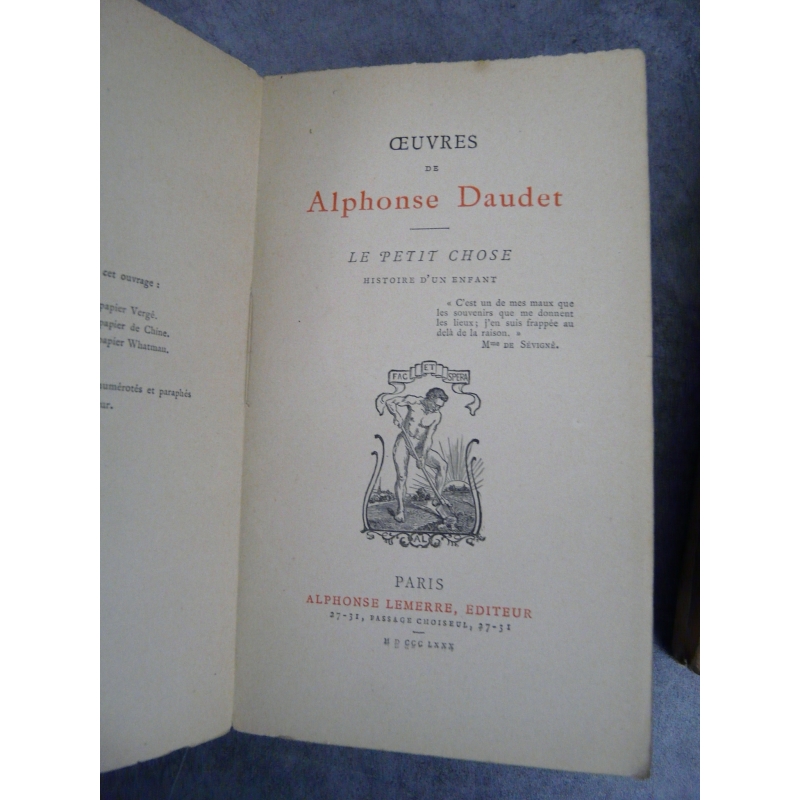 cet ouvrage :
papier Vergé.
papier de Chine.
papier Whatman.
numérotés et paraphés
ŒUVRES
DE
Alphonse Daudet
LE PETIT CHOSE
HISTOIRE D'UN ENFANT
« C'est un de mes maux que
les souvenirs que me donnent
les lieux ; j'en suis frappée au
delà de la raison. »
Mme DE SÉVIGNÉ.
FAC ET SPERA
AL
PARIS
ALPHONSE LEMERRE, EDITEUR
27-31, PASSAGE CHOISEUL, 27-31
M DCCC LXXX